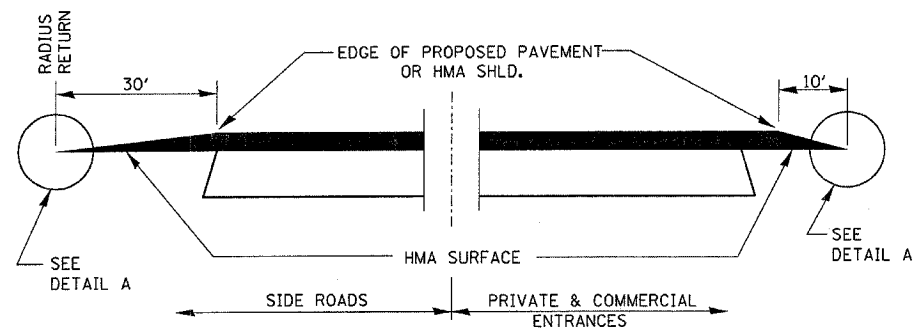 RADIUS
RETURN
30'
EDGE OF PROPOSED PAVEMENT
OR HMA SHLD.
10'
SEE
DETAIL A
HMA SURFACE
SEE
DETAIL A
SIDE ROADS
PRIVATE & COMMERCIAL
ENTRANCES